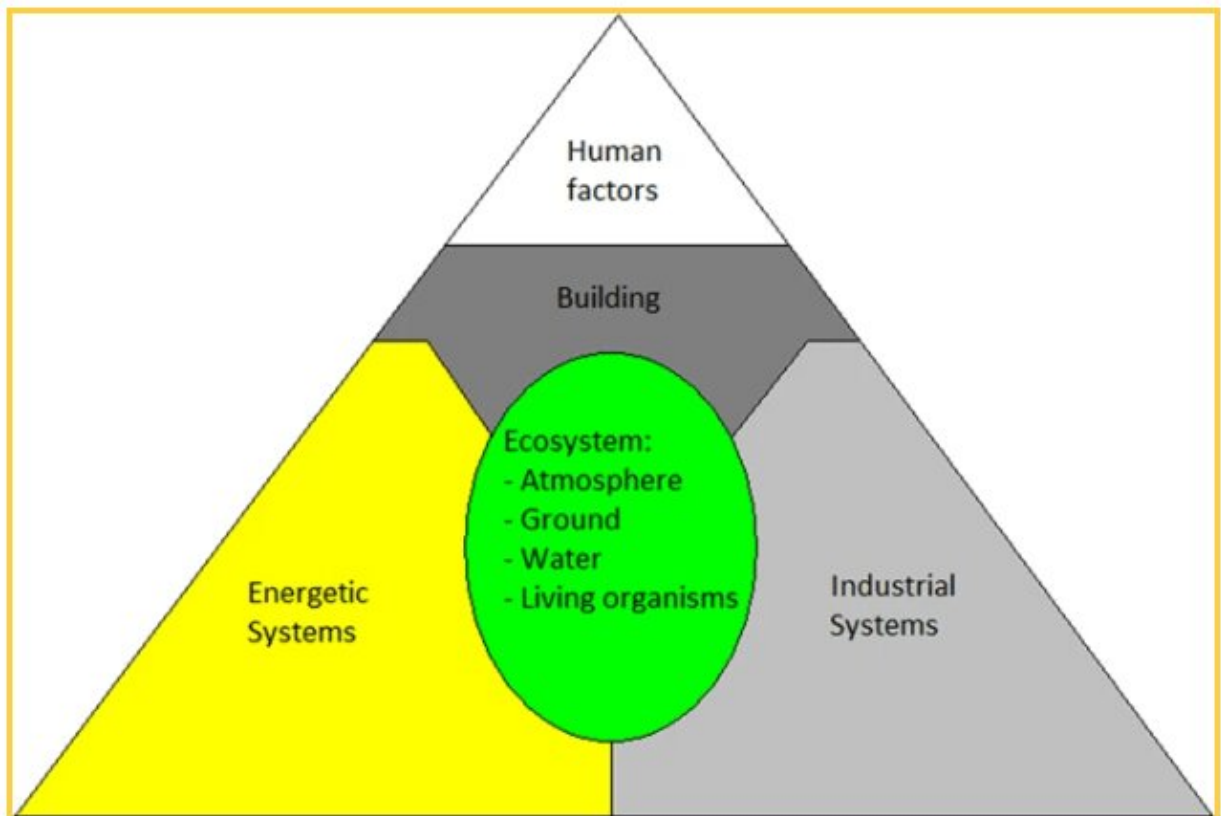 Human
factors
Building
Ecosystem:
- Atmosphere
- Ground
- Water
- Living organisms
Energetic
Systems
Industrial
Systems